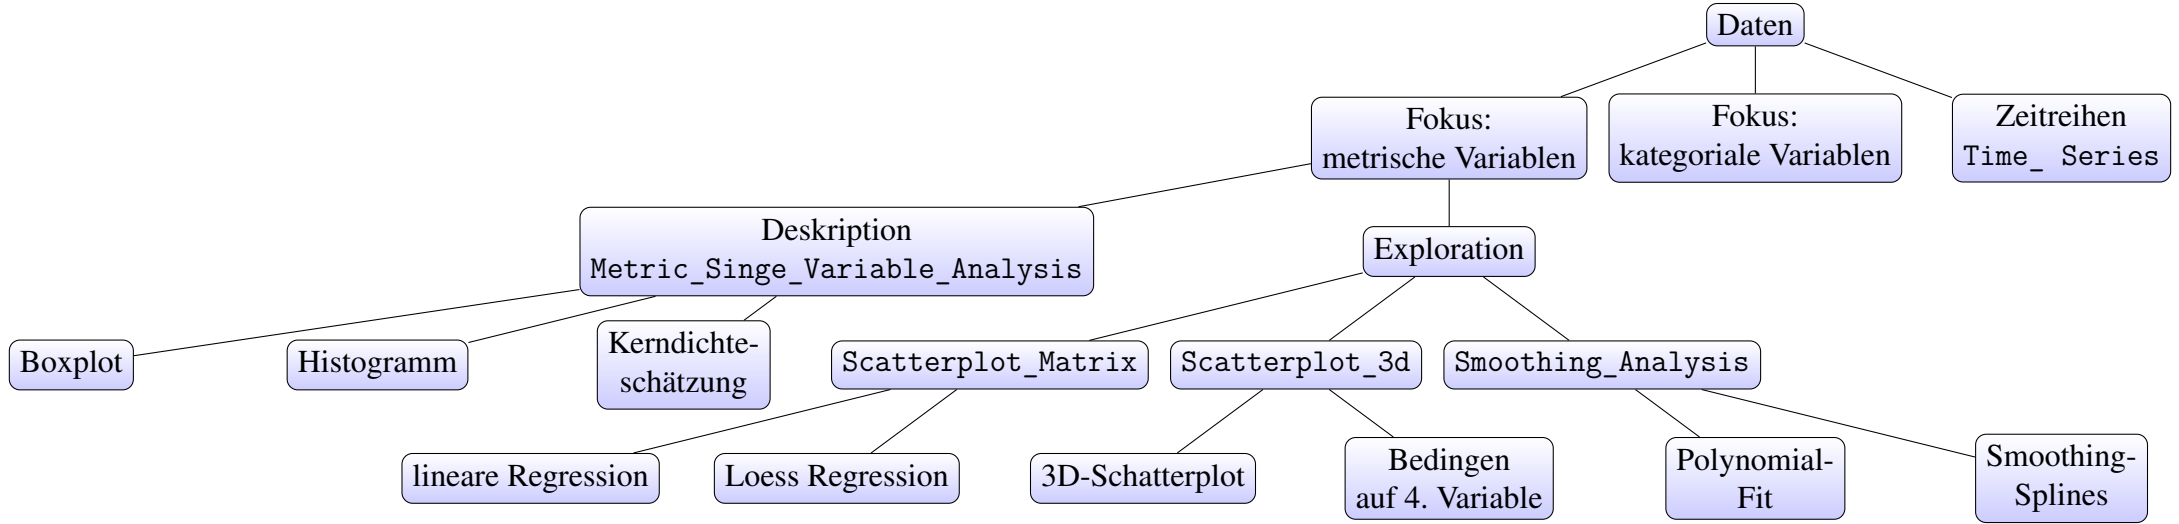 Daten
Fokus:
metrische Variablen
Fokus:
kategoriale Variablen
Zeitreihen
Time_ Series
Deskription
Metric_Singe_Variable_Analysis
Exploration
Boxplot
Histogramm
Kerndichte-
schätzung
Scatterplot_Matrix
Scatterplot_3d
Smoothing_Analysis
lineare Regression
Loess Regression
3D-Schatterplot
Bedingen
auf 4. Variable
Polynomial-
Fit
Smoothing-
Splines